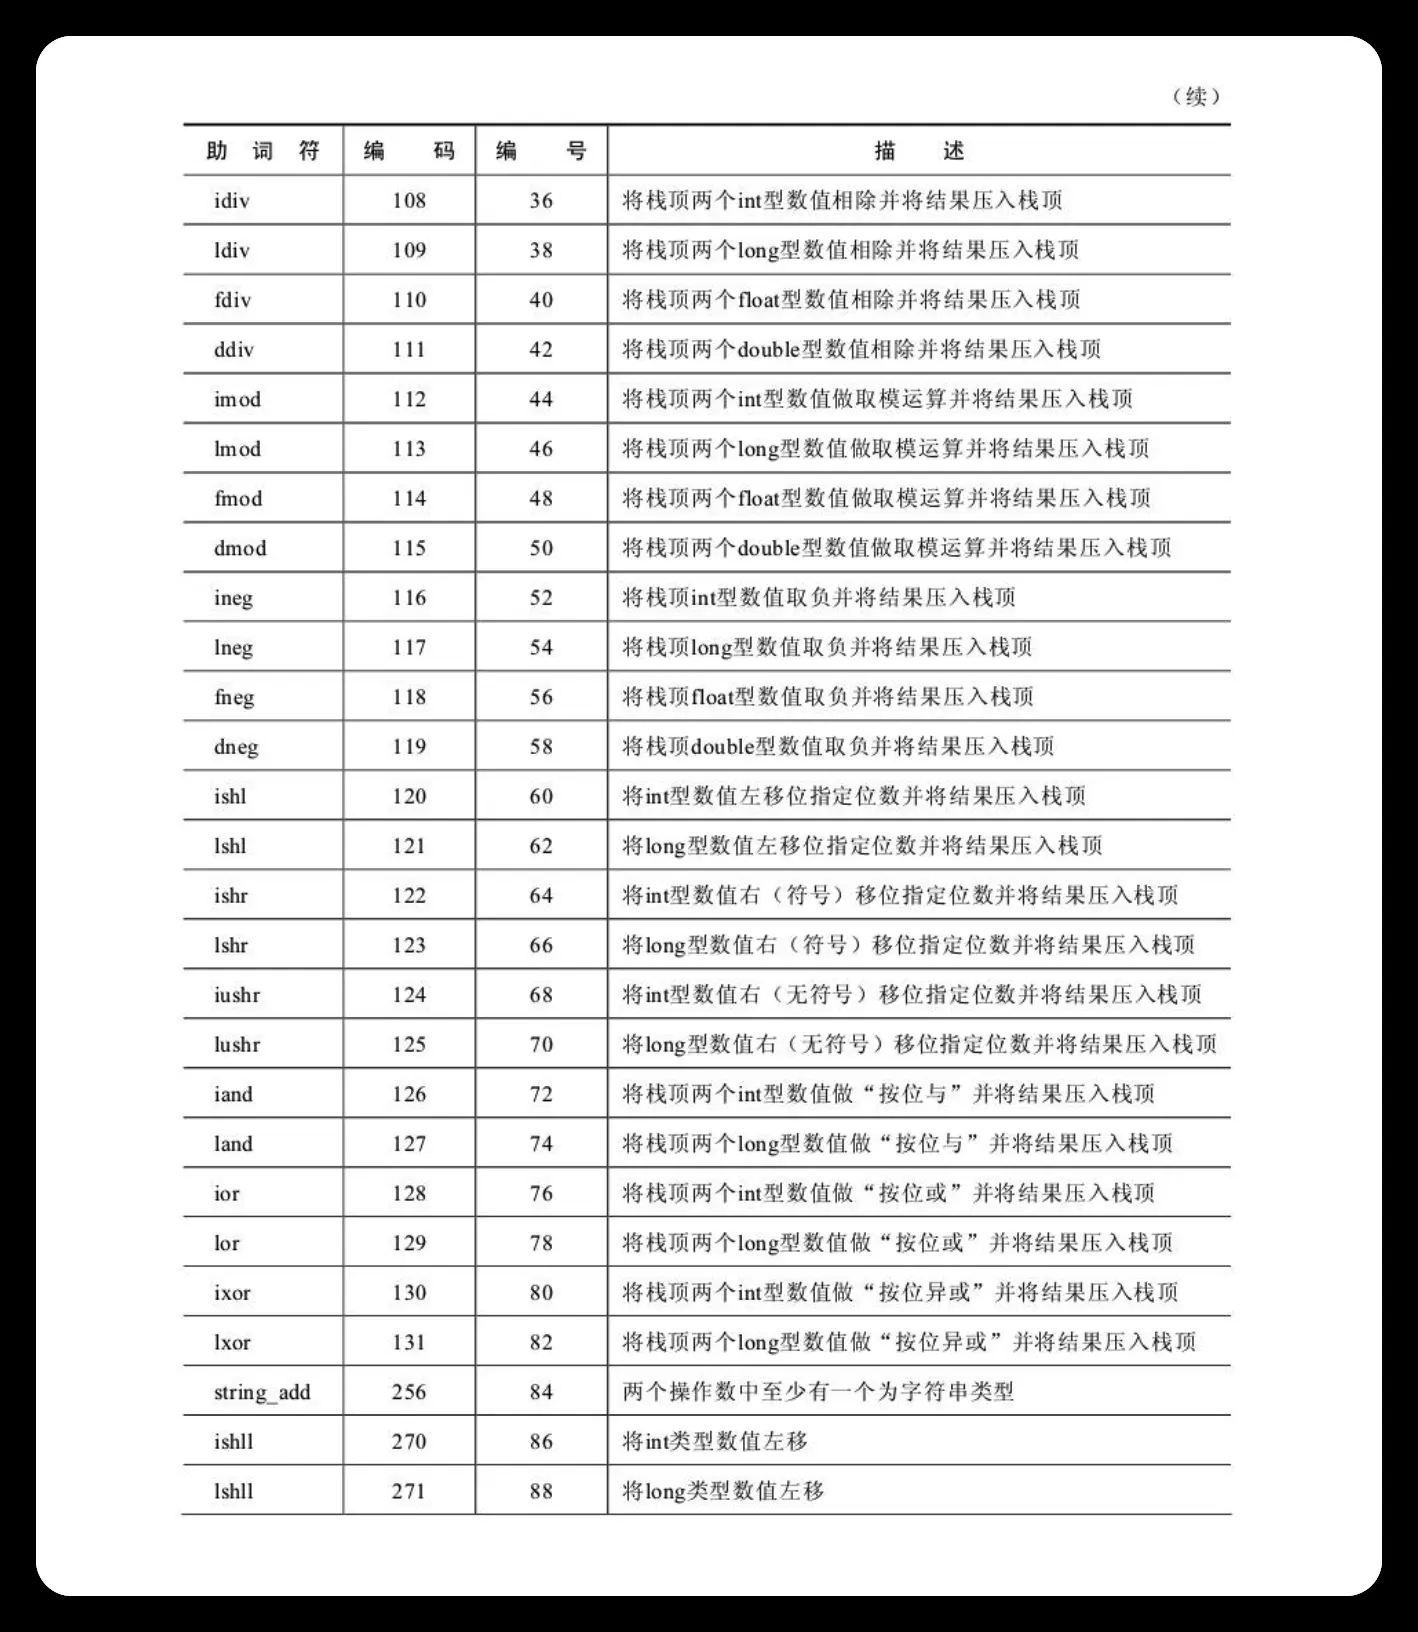 （续）
助 词 符 编 码 编 号 描 述
idiv 108 36 将栈顶两个int型数值相除并将结果压入栈顶
ldiv 109 38 将栈顶两个long型数值相除并将结果压入栈顶
fdiv 110 40 将栈顶两个float型数值相除并将结果压入栈顶
ddiv 111 42 将栈顶两个double型数值相除并将结果压入栈顶
imod 112 44 将栈顶两个int型数值做取模运算并将结果压入栈顶
lmod 113 46 将栈顶两个long型数值做取模运算并将结果压入栈顶
fmod 114 48 将栈顶两个float型数值做取模运算并将结果压入栈顶
dmod 115 50 将栈顶两个double型数值做取模运算并将结果压入栈顶
ineg 116 52 将栈顶int型数值取负并将结果压入栈顶
lneg 117 54 将栈顶long型数值取负并将结果压入栈顶
fneg 118 56 将栈顶float型数值取负并将结果压入栈顶
dneg 119 58 将栈顶double型数值取负并将结果压入栈顶
ishl 120 60 将int型数值左移位指定位数并将结果压入栈顶
lshl 121 62 将long型数值左移位指定位数并将结果压入栈顶
ishr 122 64 将int型数值右（符号）移位指定位数并将结果压入栈顶
lshr 123 66 将long型数值右（符号）移位指定位数并将结果压入栈顶
iushr 124 68 将int型数值右（无符号）移位指定位数并将结果压入栈顶
lushr 125 70 将long型数值右（无符号）移位指定位数并将结果压入栈顶
iand 126 72 将栈顶两个int型数值做“按位与”并将结果压入栈顶
land 127 74 将栈顶两个long型数值做“按位与”并将结果压入栈顶
ior 128 76 将栈顶两个int型数值做“按位或”并将结果压入栈顶
lor 129 78 将栈顶两个long型数值做“按位或”并将结果压入栈顶
ixor 130 80 将栈顶两个int型数值做“按位异或”并将结果压入栈顶
lxor 131 82 将栈顶两个long型数值做“按位异或”并将结果压入栈顶
string_add 256 84 两个操作数中至少有一个为字符串类型
ishll 270 86 将int类型数值左移
lshll 271 88 将long类型数值左移